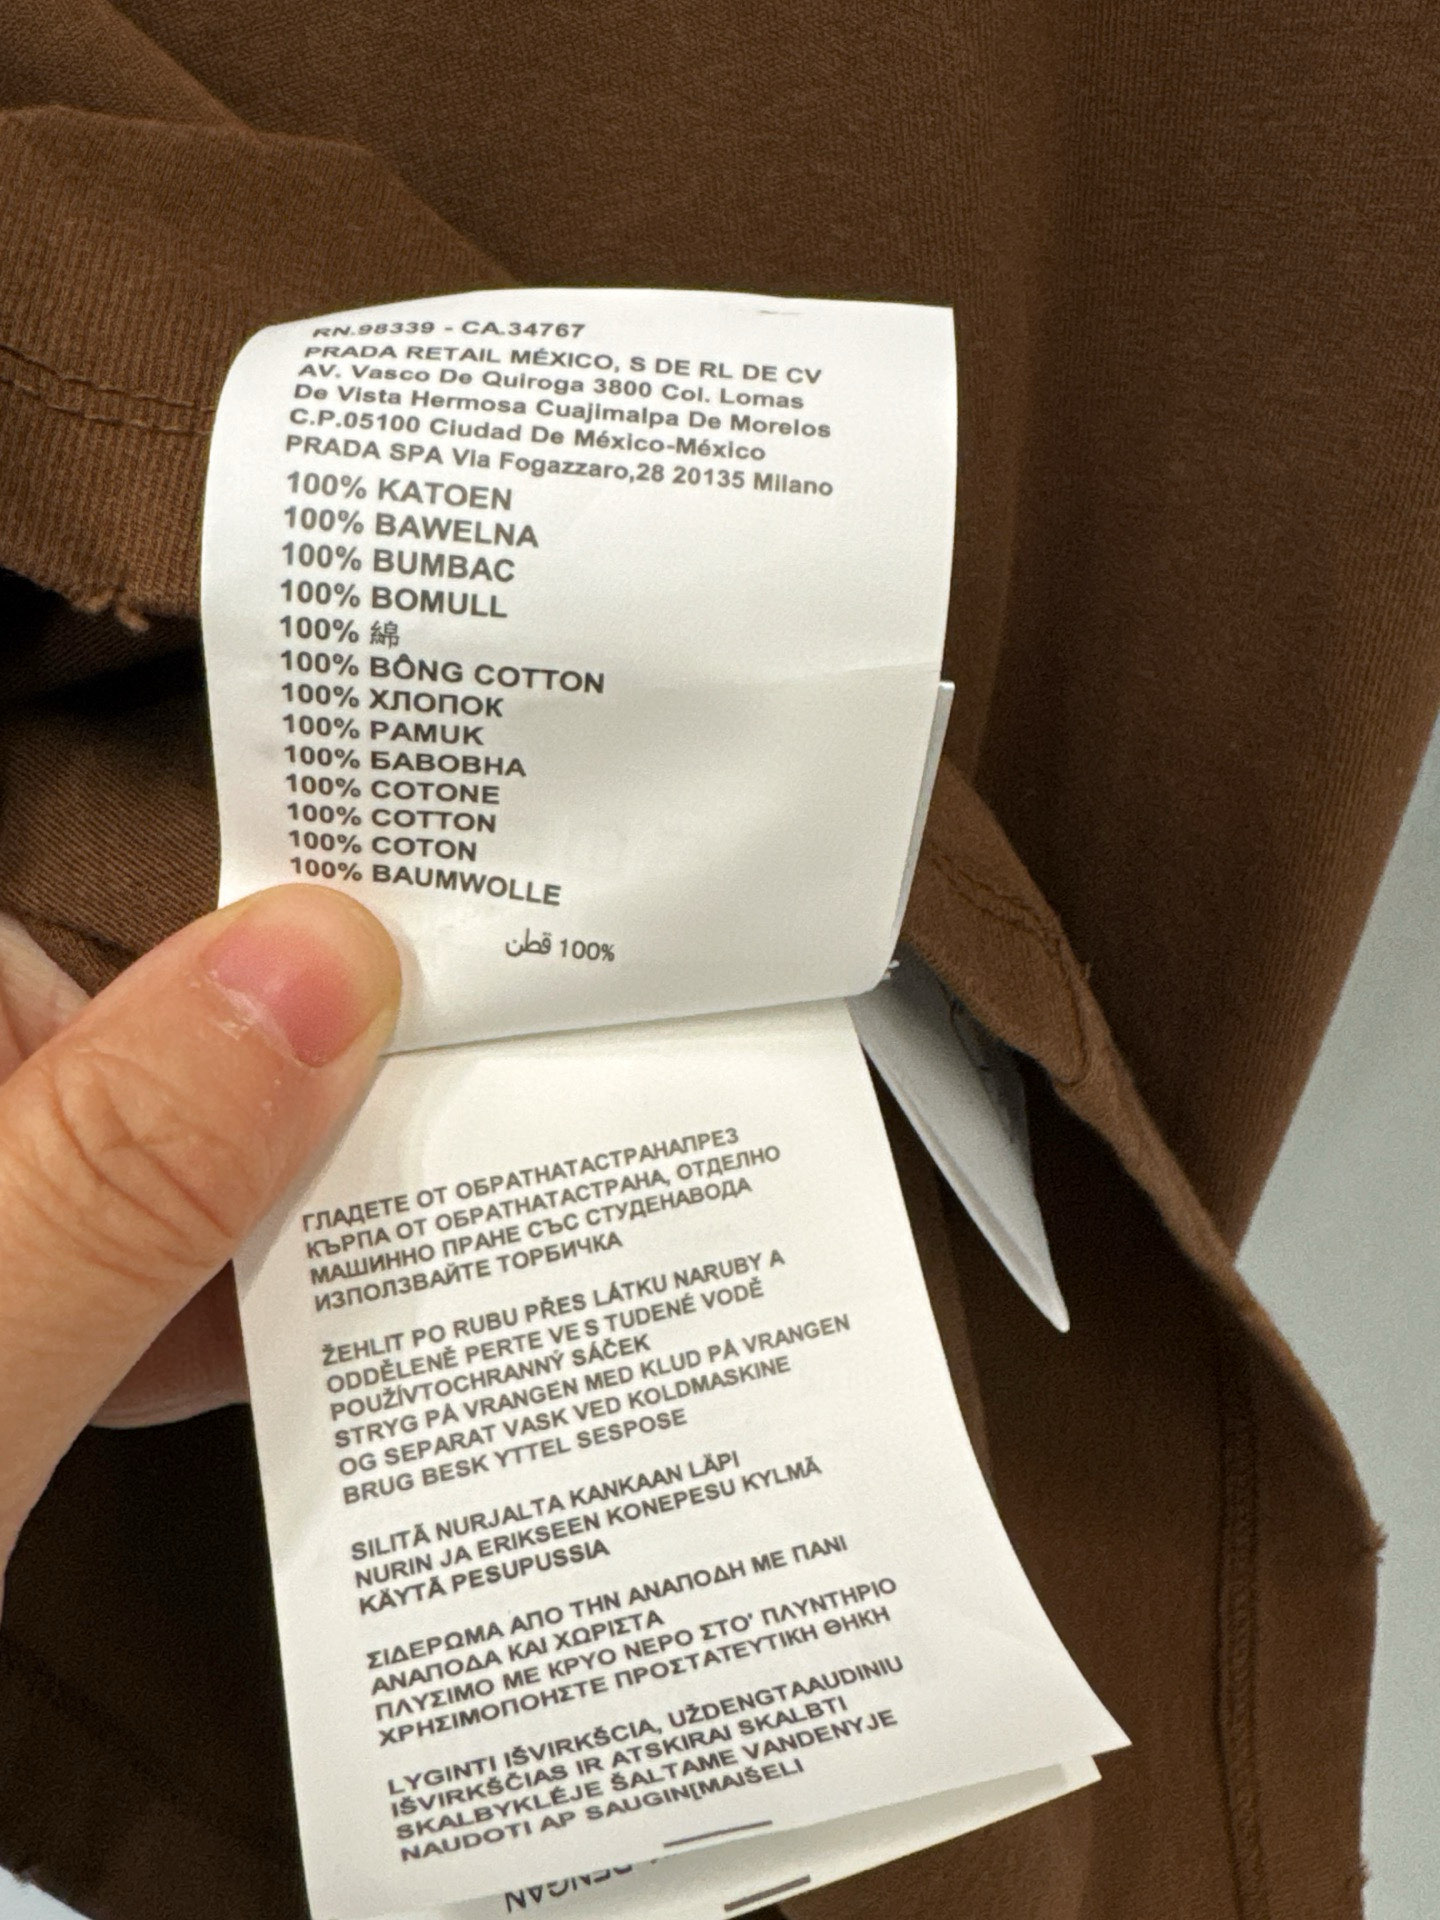 RN.98339 - CA.34767
PRADA RETAIL MÉXICO, S DE RL DE CV
AV. Vasco De Quiroga 3800 Col. Lomas
De Vista Hermosa Cuajimalpa De Morelos
C.P.05100 Ciudad De México-México
PRADA SPA Via Fogazzaro,28 20135 Milano
100% KATOEN
100% BAWELNA
100% BUMBAC
100% BOMULL
100% 綿
100% BÔNG COTTON
100% ХЛОПОК
100% PAMUK
100% БАВОВНА
100% COTONE
100% COTTON
100% COTON
100% BAUMWOLLE
100% قطن
ГЛАДЕТЕ ОТ ОБРАТНАТАСТРАНАПРЕЗ
КЪРПА ОТ ОБРАТНАТАСТРАНА, ОТДЕЛНО
МАШИННО ПРАНЕ СЪС СТУДЕНАВОДА
ИЗПОЛЗВАЙТЕ ТОРБИЧКА
ŽEHLIT PO RUBU PŘES LÁTKU NARUBY A
ODDĚLENĚ PERTE VE S TUDENÉ VODĚ
POUŽÍVTOCHRANNÝ SÁČEK
STRYG PÅ VRANGEN MED KLUD PÅ VRANGEN
OG SEPARAT VASK VED KOLDMASKINE
BRUG BESK YTTEL SESPOSE
SILITÄ NURJALTA KANKAAN LÄPI
NURIN JA ERIKSEEN KONEPESU KYLMÄ
KÄYTÄ PESUPUSSIA
ΣΙΔΕΡΩΜΑ ΑΠΟ ΤΗΝ ΑΝΑΠΟΔΗ ΜΕ ΠΑΝΙ
ΑΝΑΠΟΔΑ ΚΑΙ ΧΩΡΙΣΤΑ
ΠΛΥΣΙΜΟ ΜΕ ΚΡΥΟ ΝΕΡΟ ΣΤΟ' ΠΛΥΝΤΗΡΙΟ
ΧΡΗΣΙΜΟΠΟΙΗΣΤΕ ΠΡΟΣΤΑΤΕΥΤΙΚΗ ΘΗΚΗ
LYGINTI IŠVIRKŠCIA, UŽDENGTAAUDINIU
IŠVIRKŠČIAS IR ATSKIRAI SKALBTI
SKALBYKLĖJE ŠALTAME VANDENYJE
NAUDOTI AP SAUGIN[MAIŠELI